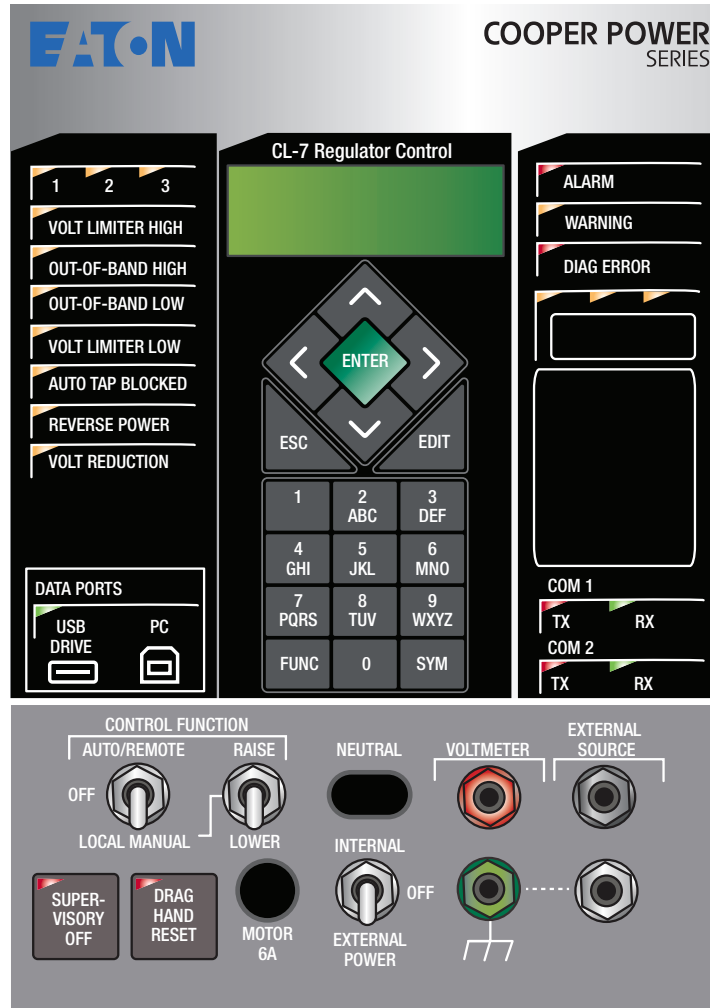 EATON
COOPER POWER
SERIES
1 2 3
VOLT LIMITER HIGH
OUT-OF-BAND HIGH
OUT-OF-BAND LOW
VOLT LIMITER LOW
AUTO TAP BLOCKED
REVERSE POWER
VOLT REDUCTION
DATA PORTS
USB
DRIVE
PC
CL-7 Regulator Control
ENTER
ESC
EDIT
1
2
ABC
3
DEF
4
GHI
5
JKL
6
MNO
7
PQRS
8
TUV
9
WXYZ
FUNC
0
SYM
ALARM
WARNING
DIAG ERROR
COM 1
TX RX
COM 2
TX RX
CONTROL FUNCTION
AUTO/REMOTE
RAISE
OFF
LOCAL MANUAL
LOWER
SUPER-
VISORY
OFF
DRAG
HAND
RESET
MOTOR
6A
NEUTRAL
INTERNAL
OFF
EXTERNAL
POWER
VOLTMETER
EXTERNAL
SOURCE